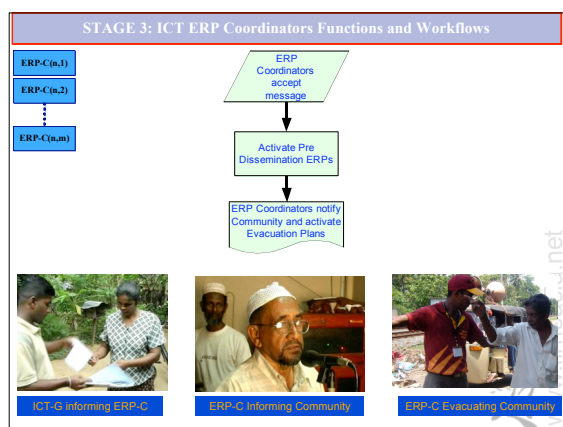 STAGE 3: ICT ERP Coordinators Functions and Workflows
ERP-C(n,1)
ERP-C(n,2)
ERP-C(n,m)
ERP
Coordinators
accept
message
Activate Pre
Dissemination ERPs
ERP Coordinators notify
Community and activate
Evacuation Plans
ICT-G informing ERP-C
ERP-C Informing Community
ERP-C Evacuating Community